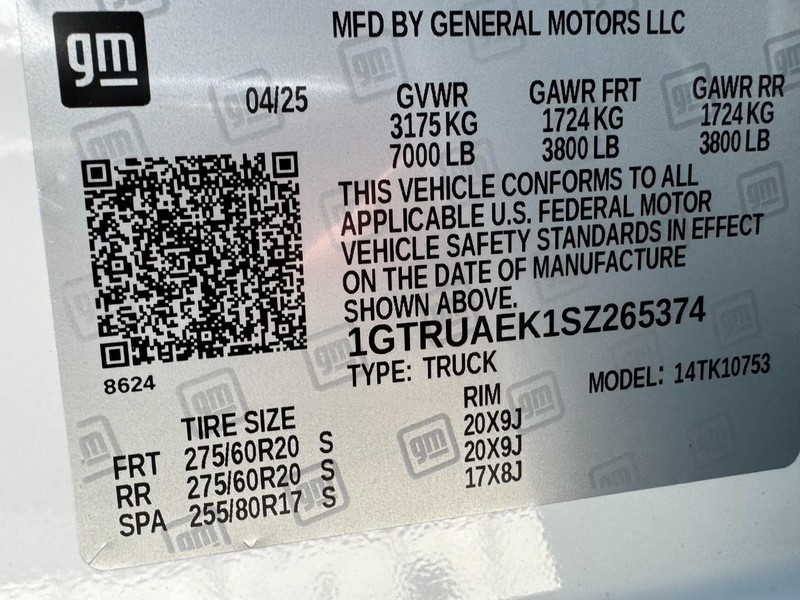 gm
MFD BY GENERAL MOTORS LLC
04/25
GVWR GAWR FRT GAWR RR
3175 KG 1724 KG 1724 KG
7000 LB 3800 LB 3800 LB
THIS VEHICLE CONFORMS TO ALL
APPLICABLE U.S. FEDERAL MOTOR
VEHICLE SAFETY STANDARDS IN EFFECT
ON THE DATE OF MANUFACTURE
SHOWN ABOVE.
1GTRUAEK1SZ265374
8624
TYPE: TRUCK MODEL: 14TK10753
TIRE SIZE RIM
FRT 275/60R20 S 20X9J
RR 275/60R20 S 20X9J
SPA 255/80R17 S 17X8J